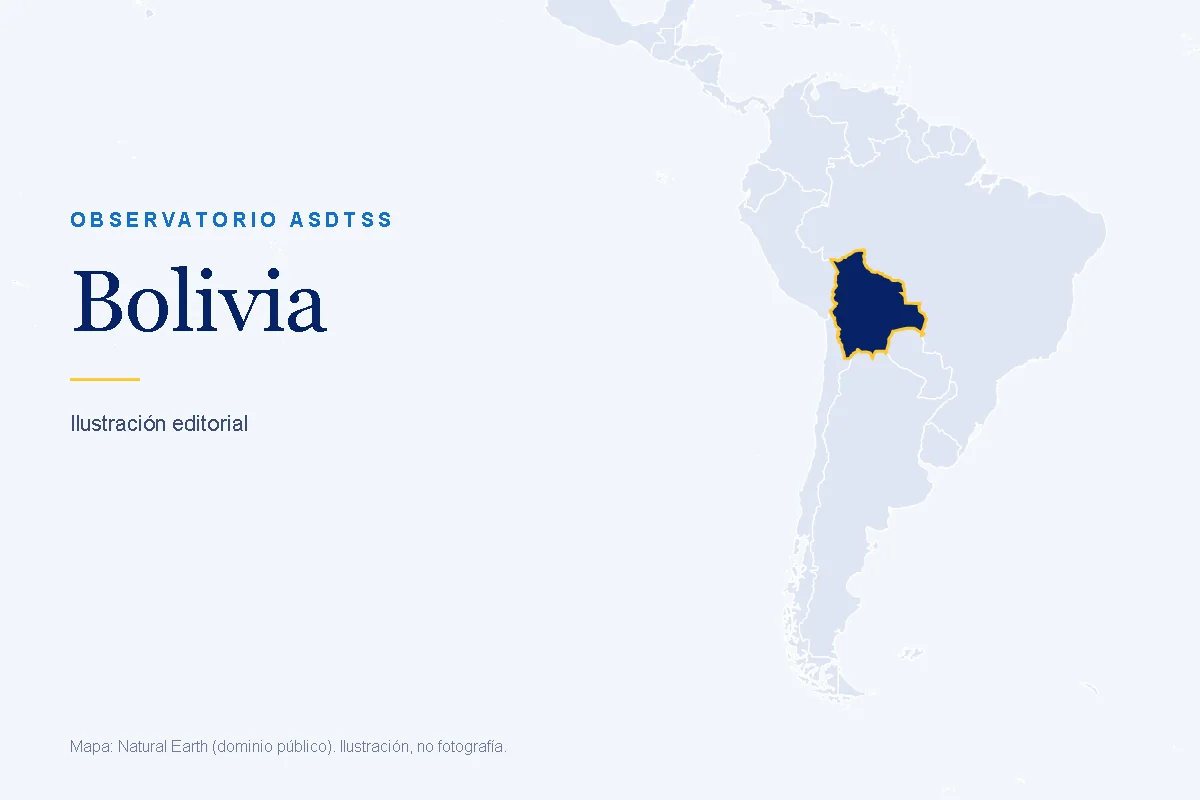 OBSERVATORIO ASDTSS
Bolivia
Ilustración editorial
Mapa: Natural Earth (dominio público). Ilustración, no fotografía.